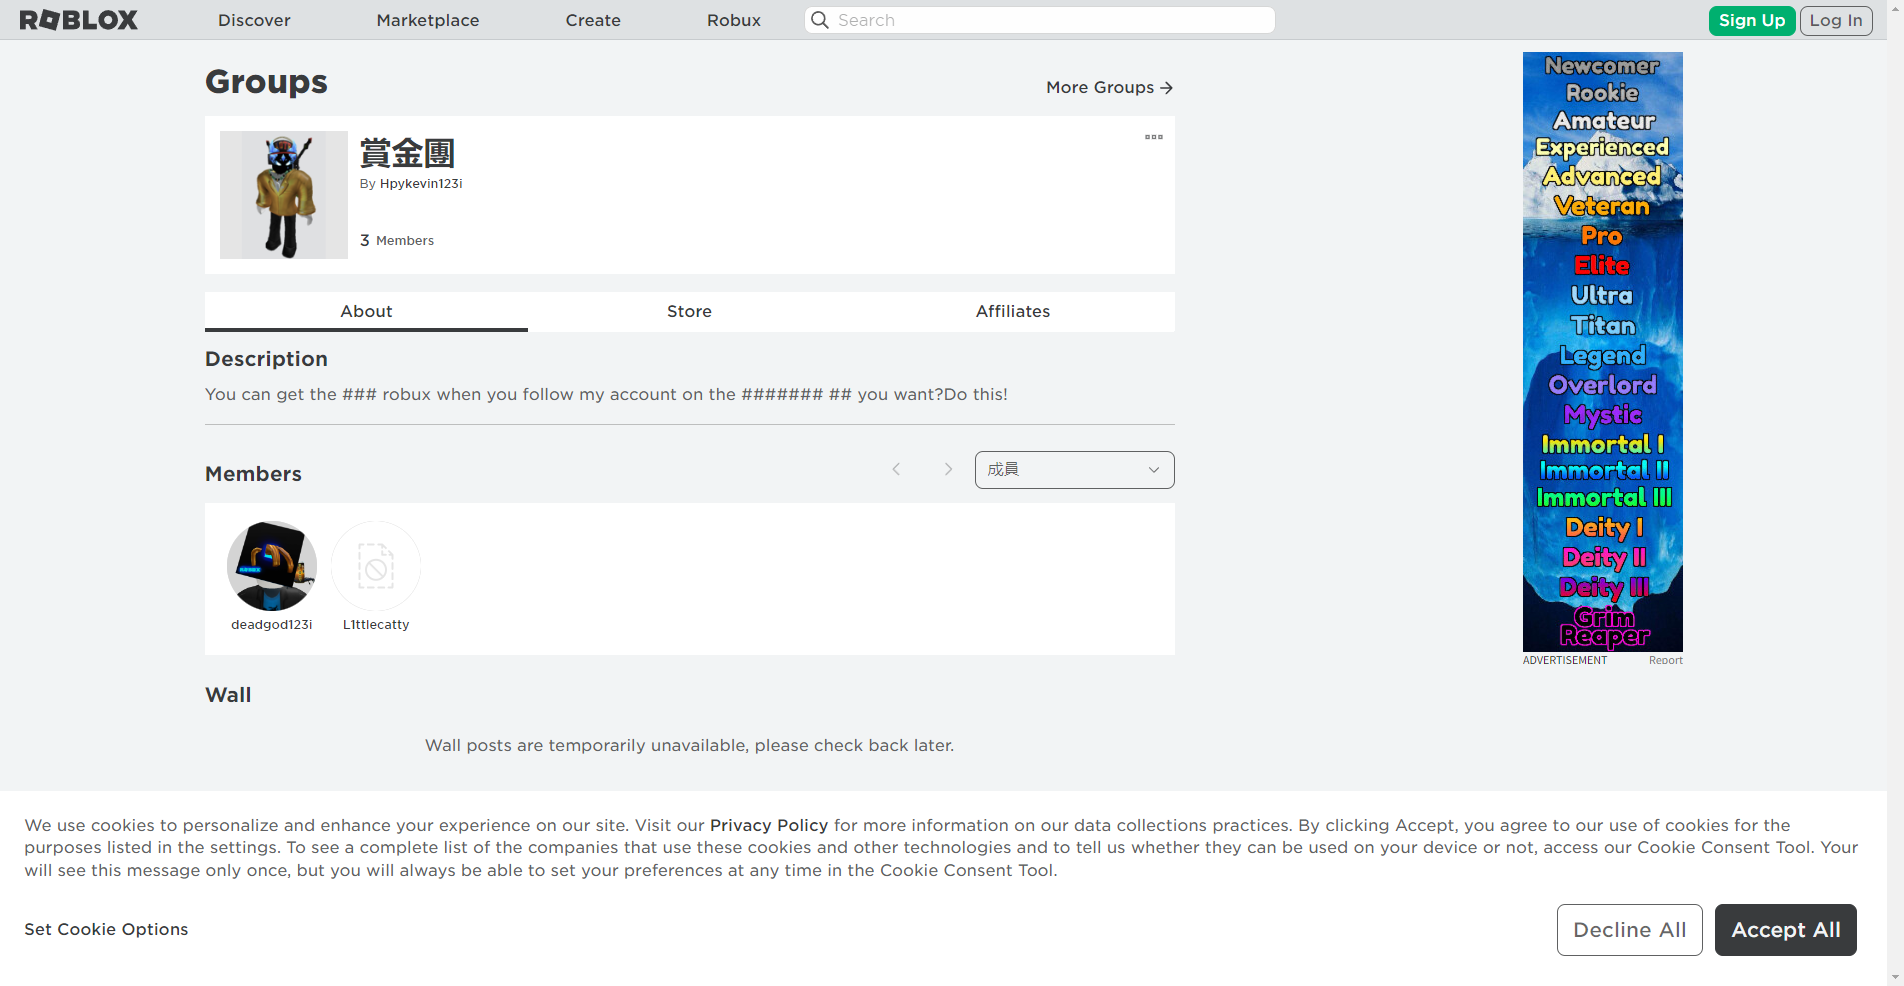 ROBLOX
Discover
Marketplace
Create
Robux
Search
Sign Up
Log In
Groups
More Groups
賞金團
By Hpykevin123i
3 Members
About
Store
Affiliates
Description
You can get the ### robux when you follow my account on the ####### ## you want?Do this!
Members
成員
deadgod123i
L1ttlecatty
Wall
Wall posts are temporarily unavailable, please check back later.
Newcomer
Rookie
Amateur
Experienced
Advanced
Veteran
Pro
Elite
Ultra
Titan
Legend
Overlord
Mystic
Immortal I
Immortal II
Immortal III
Deity I
Deity II
Deity III
Grim
Reaper
ADVERTISEMENT
Report
We use cookies to personalize and enhance your experience on our site. Visit our Privacy Policy for more information on our data collections practices. By clicking Accept, you agree to our use of cookies for the
purposes listed in the settings. To see a complete list of the companies that use these cookies and other technologies and to tell us whether they can be used on your device or not, access our Cookie Consent Tool. Your
will see this message only once, but you will always be able to set your preferences at any time in the Cookie Consent Tool.
Set Cookie Options
Decline All
Accept All